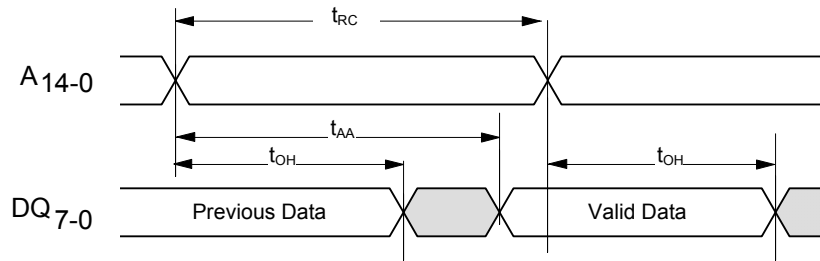 tRC
A14-0
tAA
tOH tOH
DQ7-0 Previous Data Valid Data